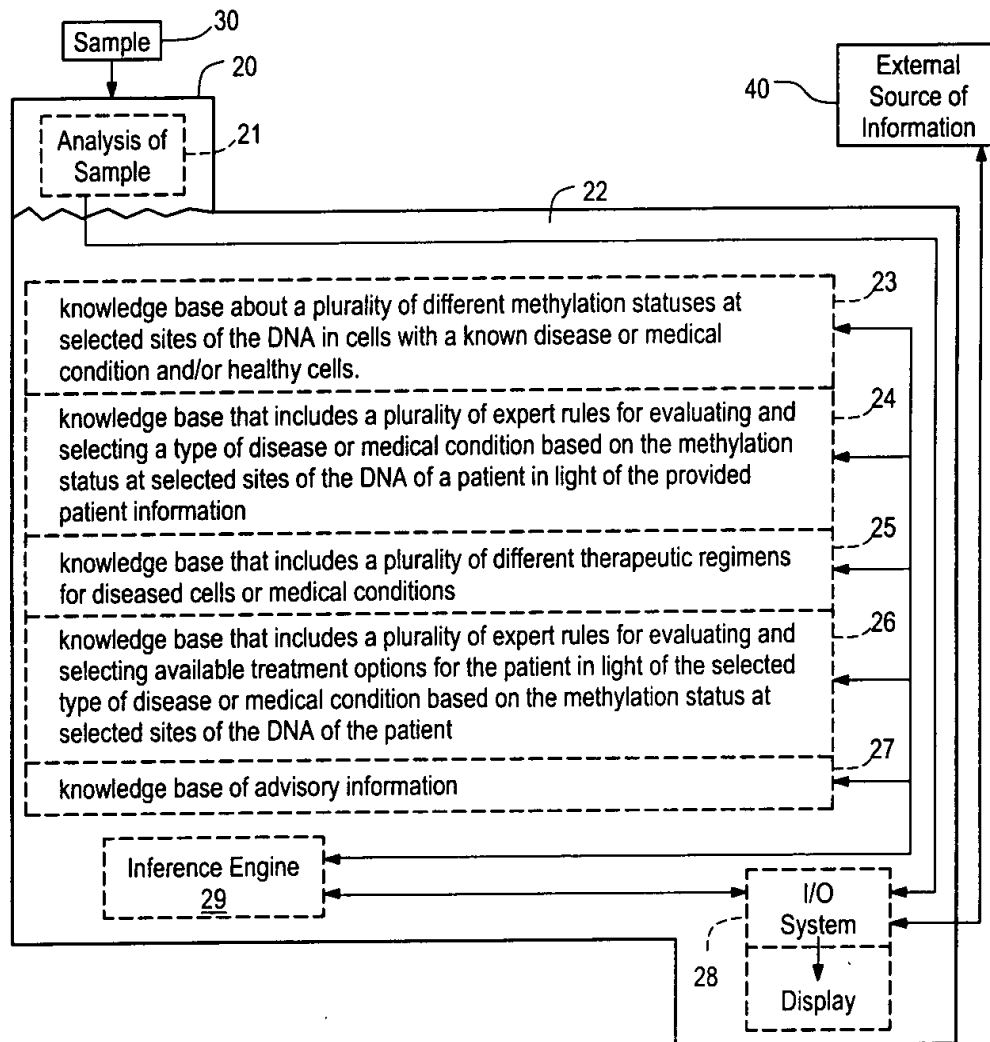 Sample
30
20
Analysis of
Sample
21
External
Source of
Information
40
22
knowledge base about a plurality of different methylation statuses at
selected sites of the DNA in cells with a known disease or medical
condition and/or healthy cells.
23
knowledge base that includes a plurality of expert rules for evaluating and
selecting a type of disease or medical condition based on the methylation
status at selected sites of the DNA of a patient in light of the provided
patient information
24
knowledge base that includes a plurality of different therapeutic regimens
for diseased cells or medical conditions
25
knowledge base that includes a plurality of expert rules for evaluating and
selecting available treatment options for the patient in light of the selected
type of disease or medical condition based on the methylation status at
selected sites of the DNA of the patient
26
knowledge base of advisory information
27
Inference Engine
29
I/O
System
28
Display